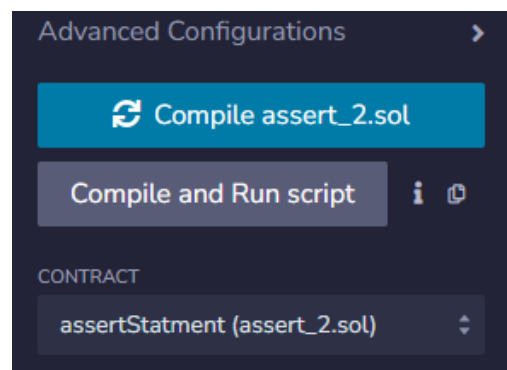 Advanced Configurations
Compile assert_2.sol
Compile and Run script
CONTRACT
assertStatment (assert_2.sol)